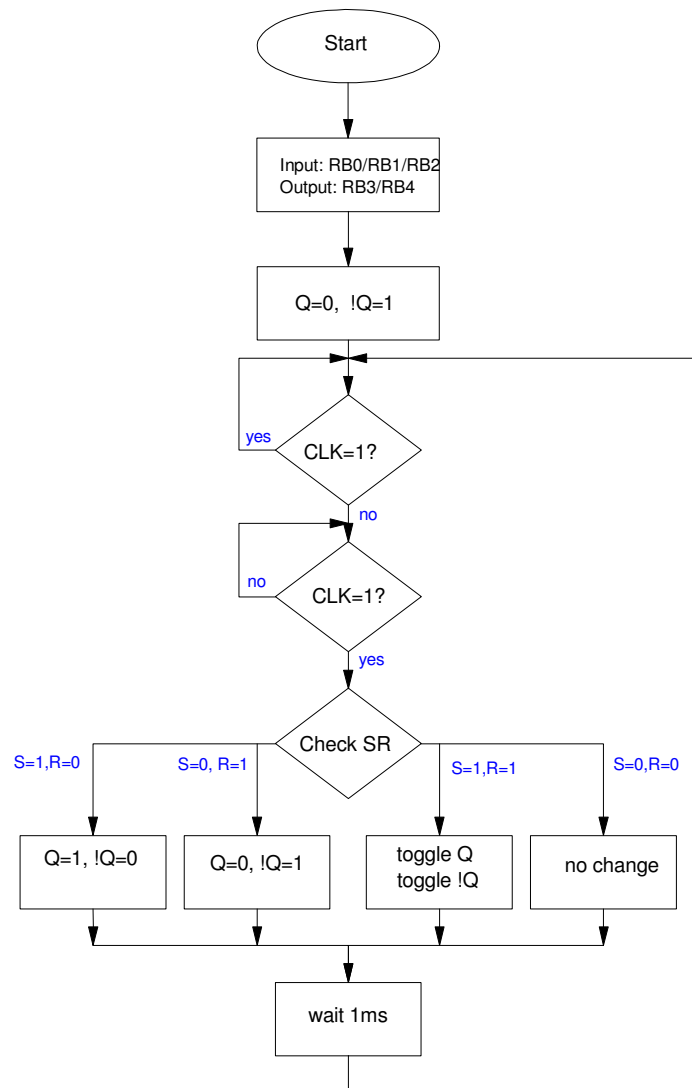 Start
Input: RB0/RB1/RB2
Output: RB3/RB4
Q=0, !Q=1
yes
CLK=1?
no
no
CLK=1?
yes
Check SR
S=1,R=0
S=0, R=1
S=1,R=1
S=0,R=0
Q=1, !Q=0
Q=0, !Q=1
toggle Q
toggle !Q
no change
wait 1ms